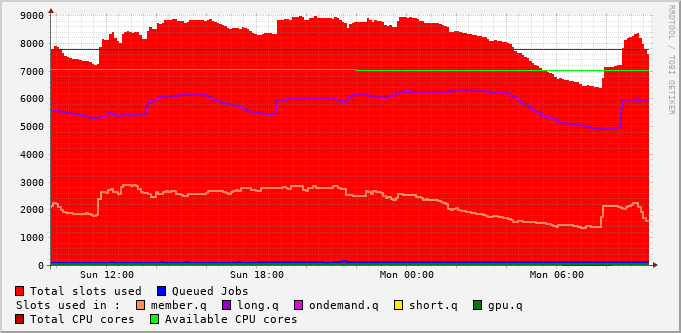 9000
8000
7000
6000
5000
4000
3000
2000
1000
0
Sun 12:00 Sun 18:00 Mon 00:00 Mon 06:00
RRDTOOL / TOBI OETIKER
Total slots used Queued Jobs
Slots used in : member.q long.q ondemand.q short.q gpu.q
Total CPU cores Available CPU cores